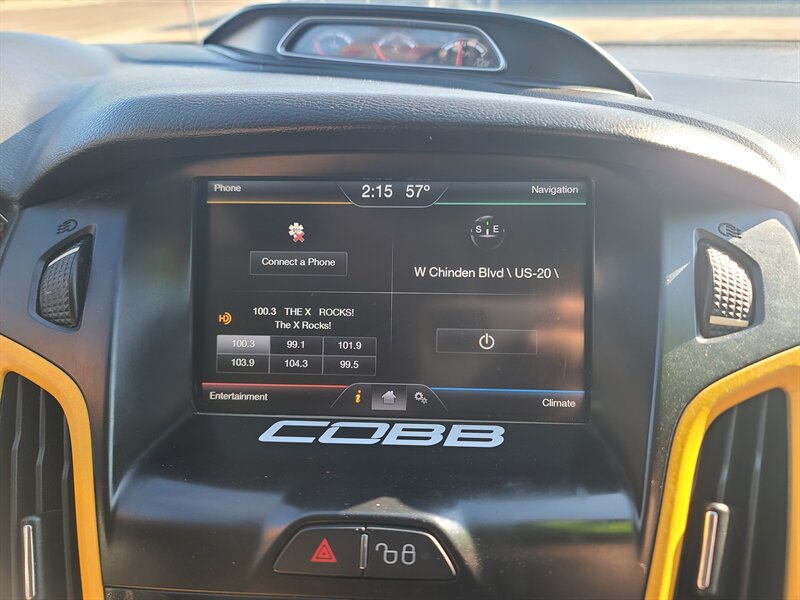 Phone
2:15 57°
Navigation
S E
Connect a Phone
W Chinden Blvd \ US-20 \
HD
100.3 THE X ROCKS!
The X Rocks!
100.3 99.1 101.9
103.9 104.3 99.5
Entertainment
i
Climate
COBB